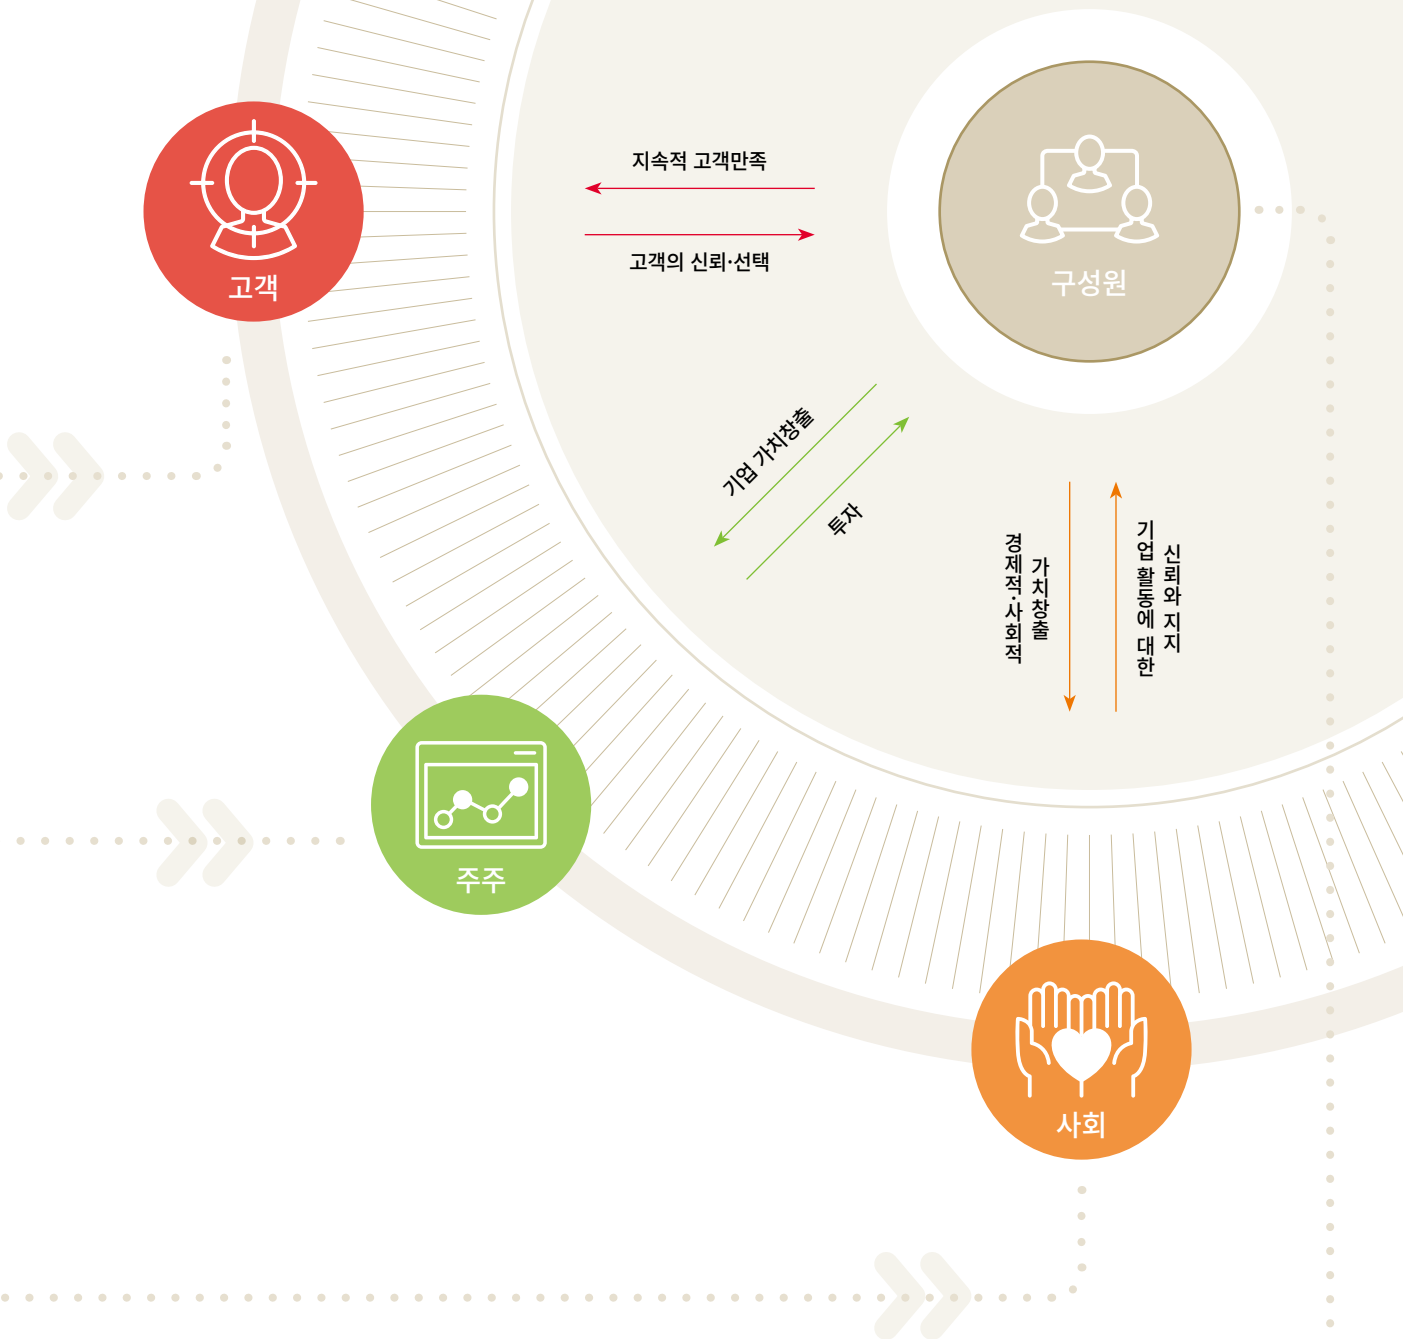 지속적 고객만족
고객의 신뢰·선택
고객
구성원
기업 가치창출
투자
경제적·사회적
가치창출
기업 활동에 대한
신뢰와 지지
주주
사회